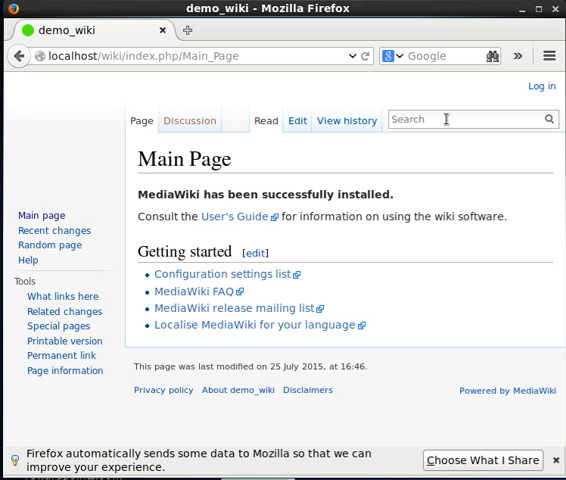 demo_wiki - Mozilla Firefox
demo_wiki
localhost/wiki/index.php/Main_Page
Google
Log in
Page
Discussion
Read
Edit
View history
Search
Main Page
MediaWiki has been successfully installed.
Consult the User's Guide for information on using the wiki software.
Main page
Recent changes
Random page
Help
Tools
What links here
Related changes
Special pages
Printable version
Permanent link
Page information
Getting started [edit]
Configuration settings list
MediaWiki FAQ
MediaWiki release mailing list
Localise MediaWiki for your language
This page was last modified on 25 July 2015, at 16:46.
Privacy policy About demo_wiki Disclaimers
Powered by MediaWiki
Firefox automatically sends some data to Mozilla so that we can
improve your experience.
Choose What I Share